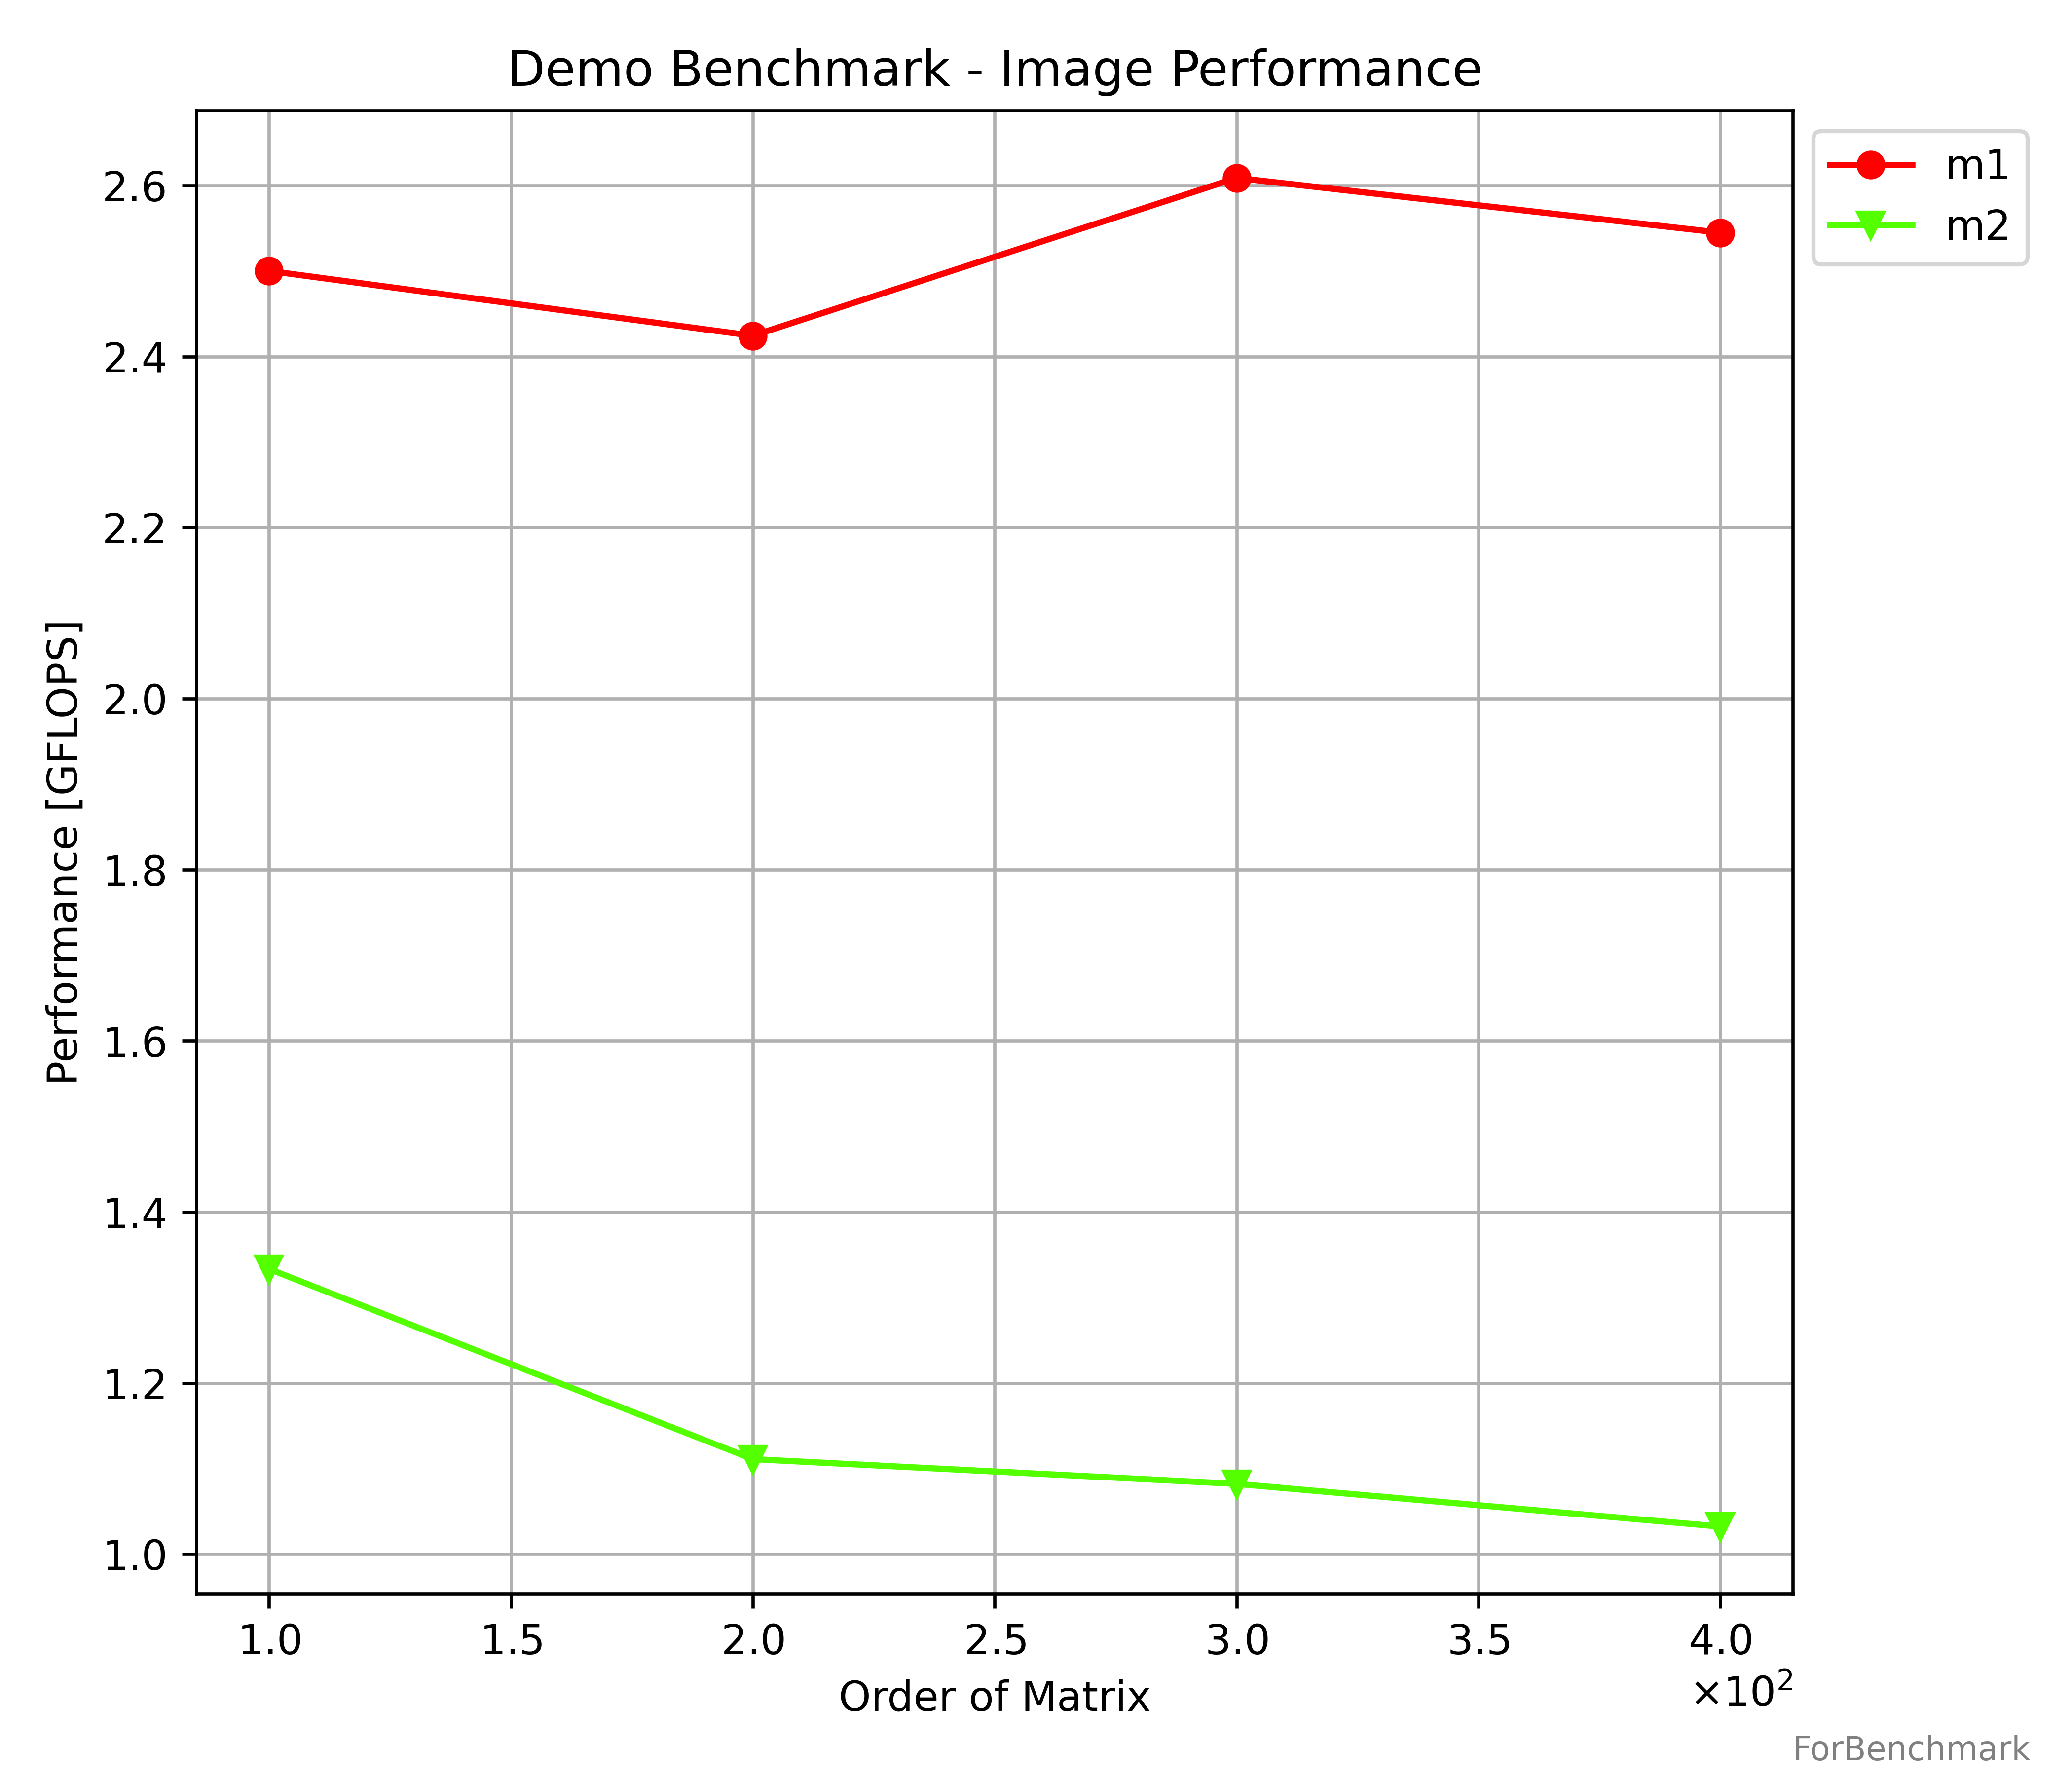 Demo Benchmark - Image Performance
m1
m2
Performance [GFLOPS]
2.6
2.4
2.2
2.0
1.8
1.6
1.4
1.2
1.0
1.0 1.5 2.0 2.5 3.0 3.5 4.0
×10²
Order of Matrix
ForBenchmark